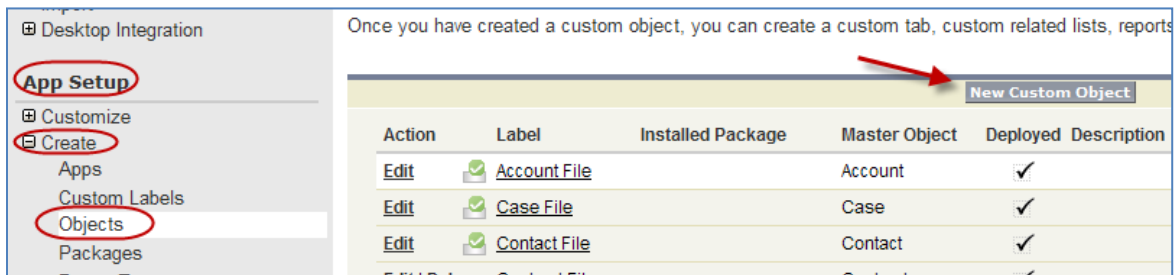 Desktop Integration
App Setup
Customize
Create
Apps
Custom Labels
Objects
Packages
Once you have created a custom object, you can create a custom tab, custom related lists, reports
New Custom Object
Action Label Installed Package Master Object Deployed Description
Edit Account File Account
Edit Case File Case
Edit Contact File Contact